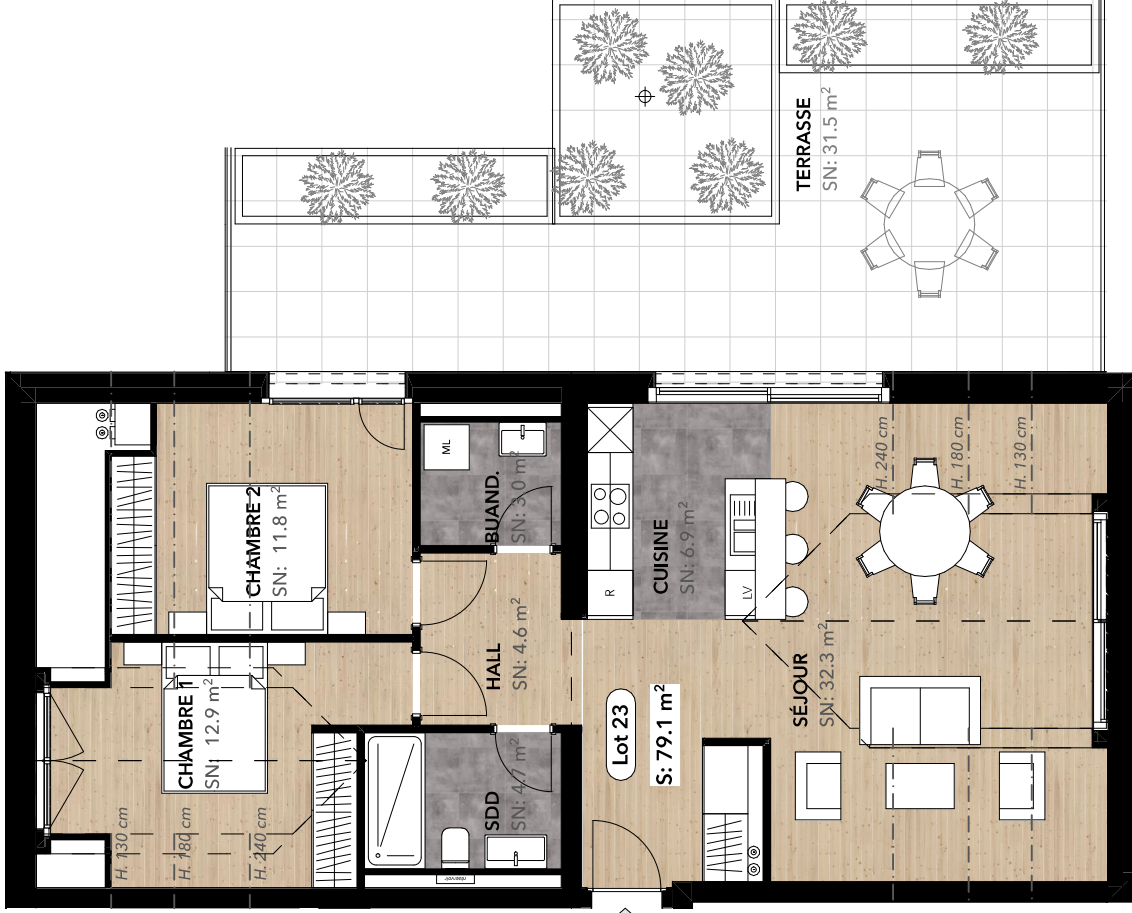 TERRASSE
SN: 31.5 m²
CHAMBRE 2
SN: 11.8 m²
ML
BUAND.
SN: 3.0 m²
R
CUISINE
SN: 6.9 m²
LV
H. 240 cm
H. 180 cm
H. 130 cm
HALL
SN: 4.6 m²
SÉJOUR
SN: 32.3 m²
Lot 23
S: 79.1 m²
CHAMBRE 1
SN: 12.9 m²
H. 130 cm
H. 180 cm
H. 240 cm
SDD
SN: 4.7 m²
réservoir